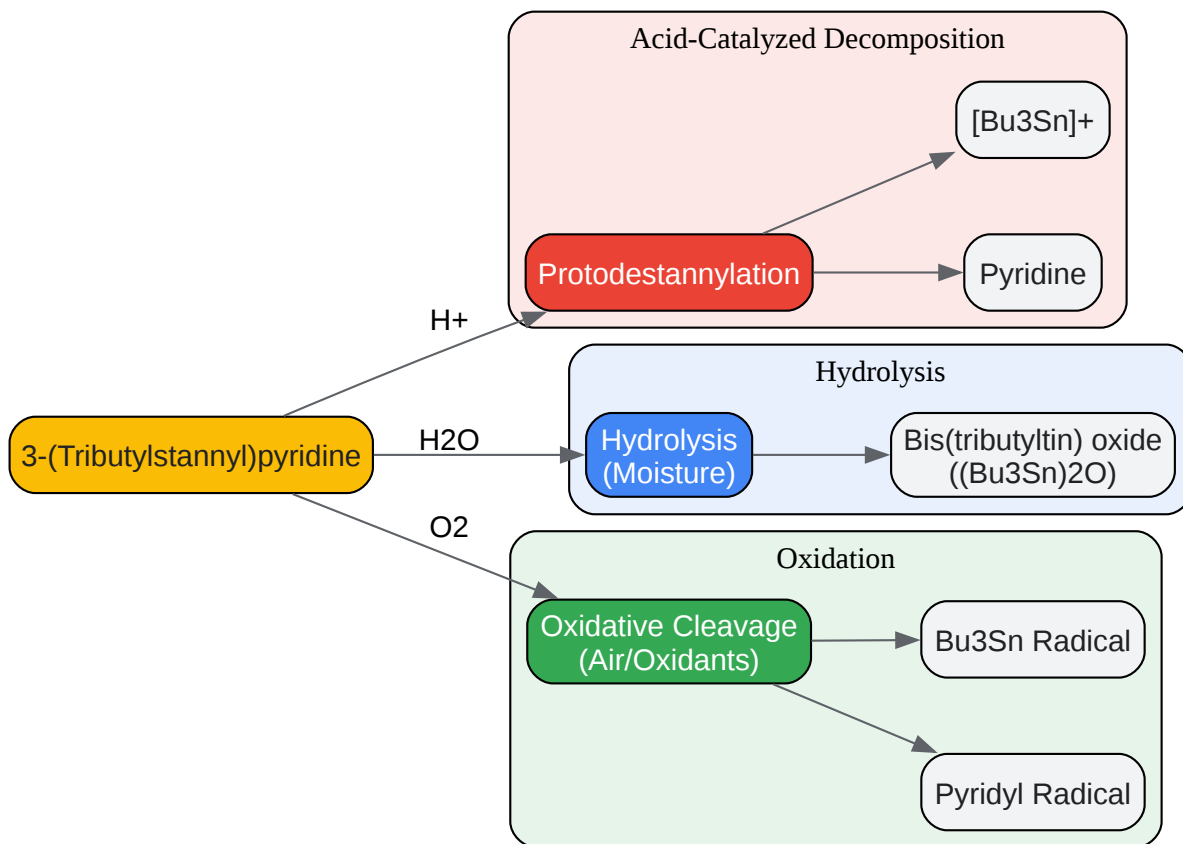 Acid-Catalyzed Decomposition
[Bu3Sn]+
Protodestannylation
Pyridine
H+
Hydrolysis
3-(Tributylstannyl)pyridine
H2O
Hydrolysis
(Moisture)
Bis(tributyltin) oxide
((Bu3Sn)2O)
O2
Oxidation
Oxidative Cleavage
(Air/Oxidants)
Bu3Sn Radical
Pyridyl Radical